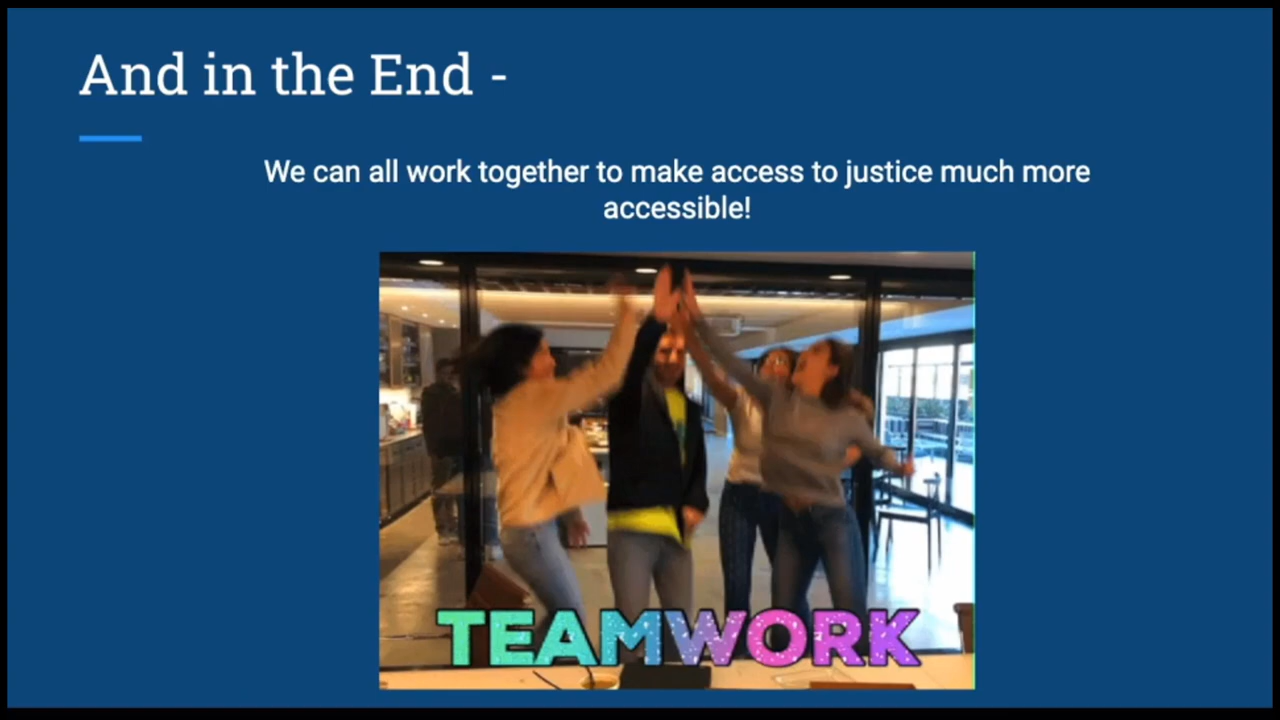 And in the End -
We can all work together to make access to justice much more
accessible!
TEAMWORK